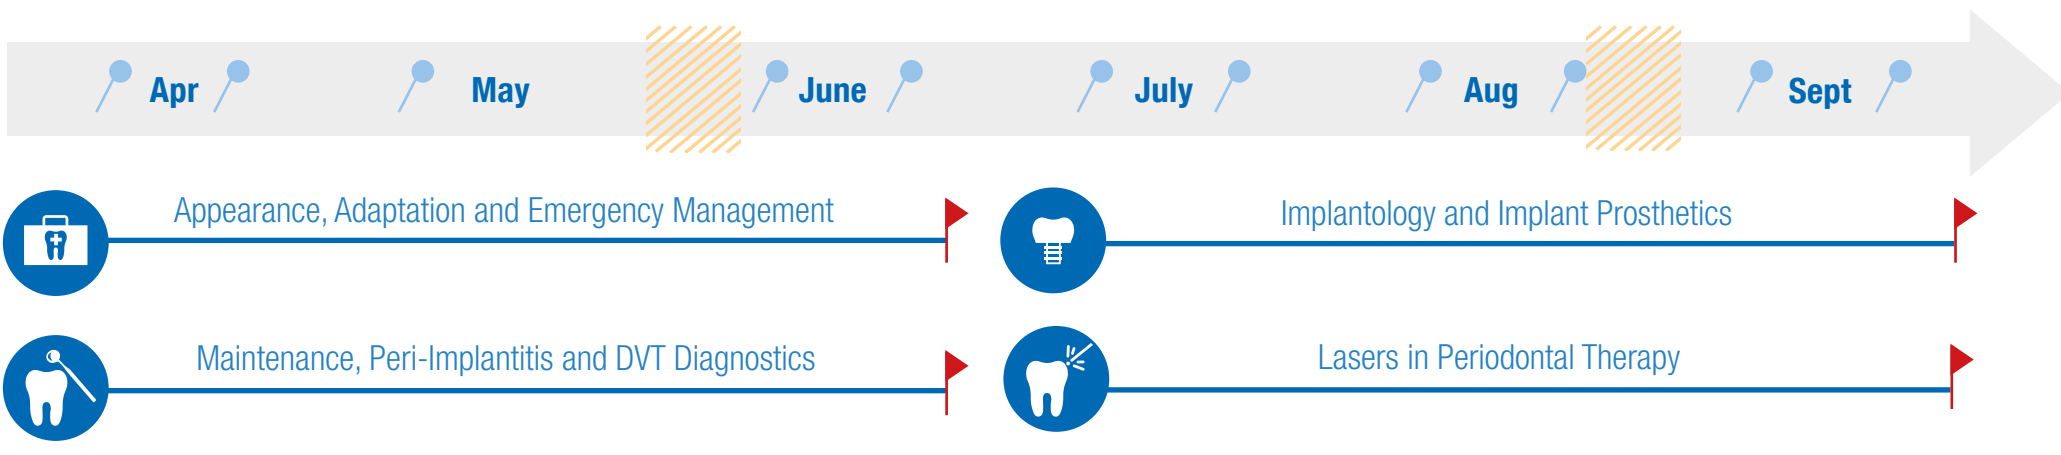 Apr May June July Aug Sept
Appearance, Adaptation and Emergency Management
Implantology and Implant Prosthetics
Maintenance, Peri-Implantitis and DVT Diagnostics
Lasers in Periodontal Therapy